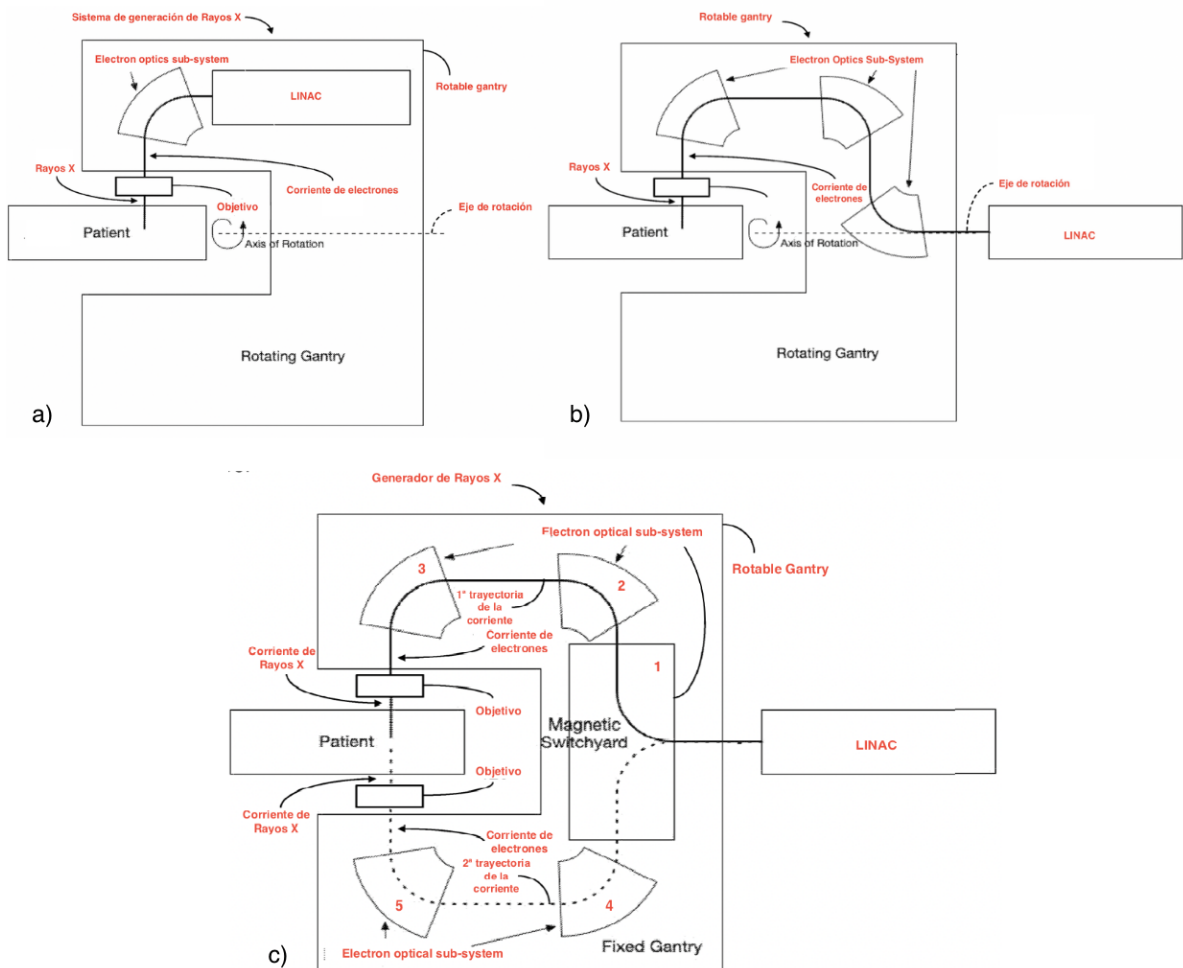 Sistema de generación de Rayos X
Electron optics sub-system
LINAC
Rotable gantry
Rayos X
Corriente de electrones
Objetivo
Patient
Eje de rotación
Axis of Rotation
Rotating Gantry
a)
Rotable gantry
Electron Optics Sub-System
Rayos X
Corriente de
electrones
Eje de rotación
Patient
Axis of Rotation
LINAC
Rotating Gantry
b)
Generador de Rayos X
Electron optical sub-system
Rotable Gantry
3
2
1ª trayectoria
de la
corriente
Corriente de
electrones
Corriente de
Rayos X
1
Objetivo
Magnetic
Switchyard
Patient
LINAC
Objetivo
Corriente de
Rayos X
Corriente de
electrones
2ª trayectoria
de la
corriente
5
4
Electron optical sub-system
Fixed Gantry
c)